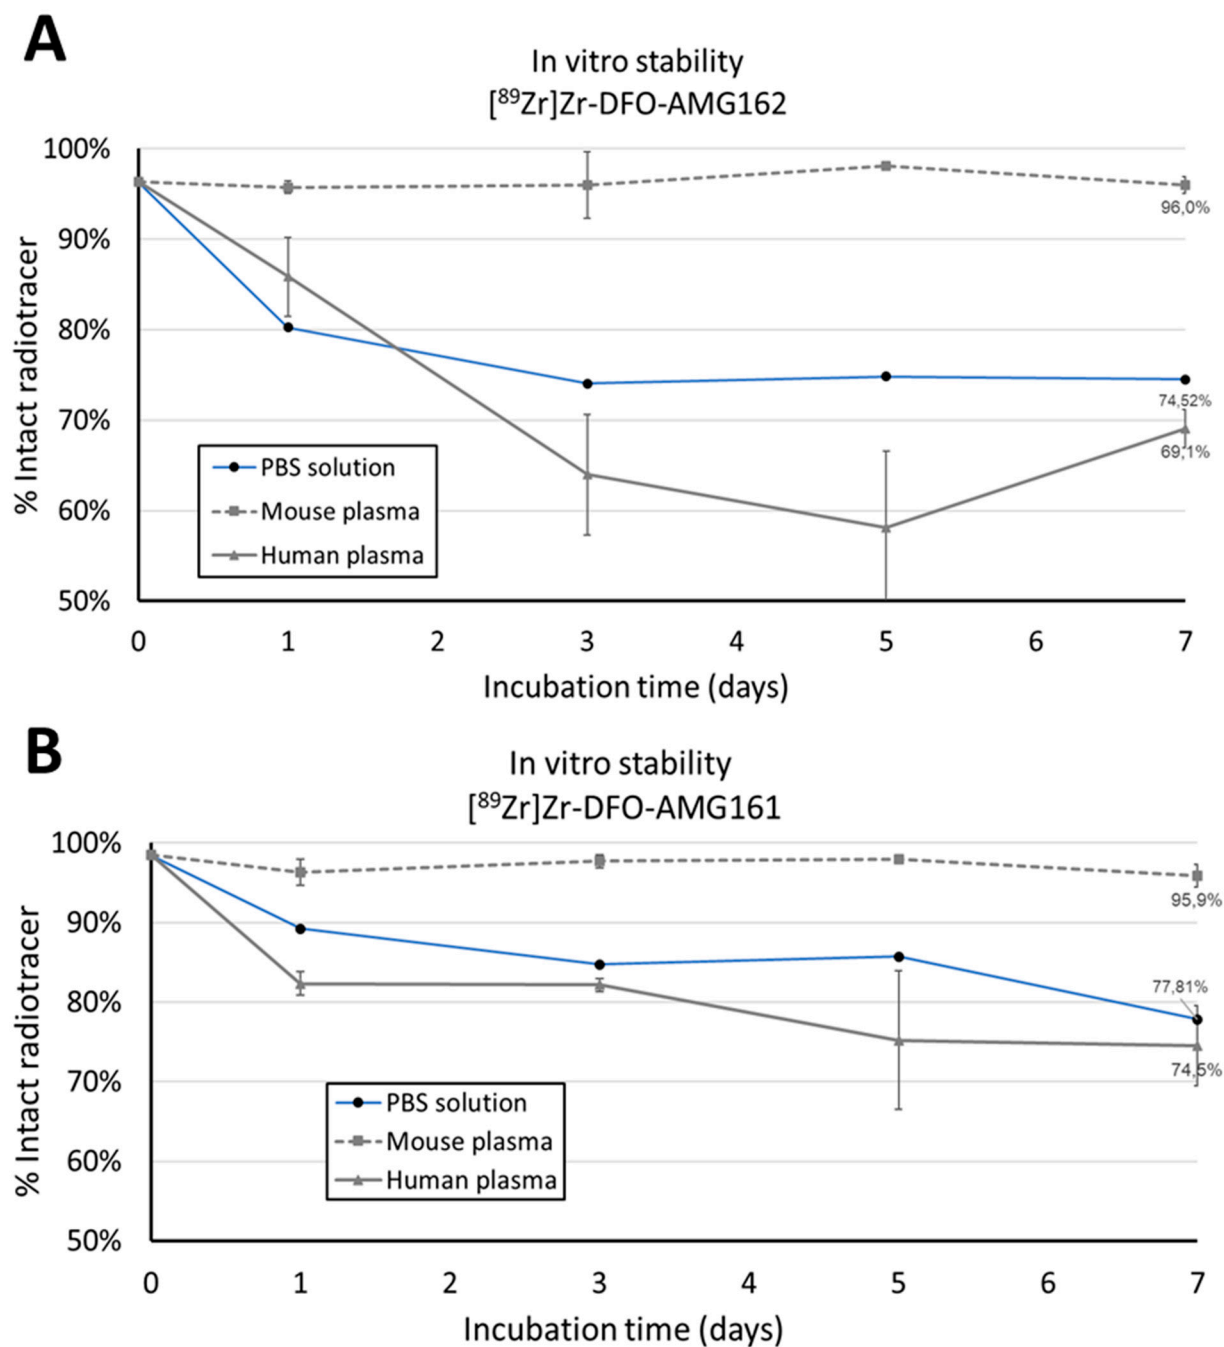 A
In vitro stability
[⁸⁹Zr]Zr-DFO-AMG162
% Intact radiotracer
100%
90%
80%
70%
60%
50%
96,0%
74,52%
69,1%
PBS solution
Mouse plasma
Human plasma
0 1 2 3 4 5 6 7
Incubation time (days)
B
In vitro stability
[⁸⁹Zr]Zr-DFO-AMG161
% Intact radiotracer
100%
90%
80%
70%
60%
50%
95,9%
77,81%
74,5%
PBS solution
Mouse plasma
Human plasma
0 1 2 3 4 5 6 7
Incubation time (days)